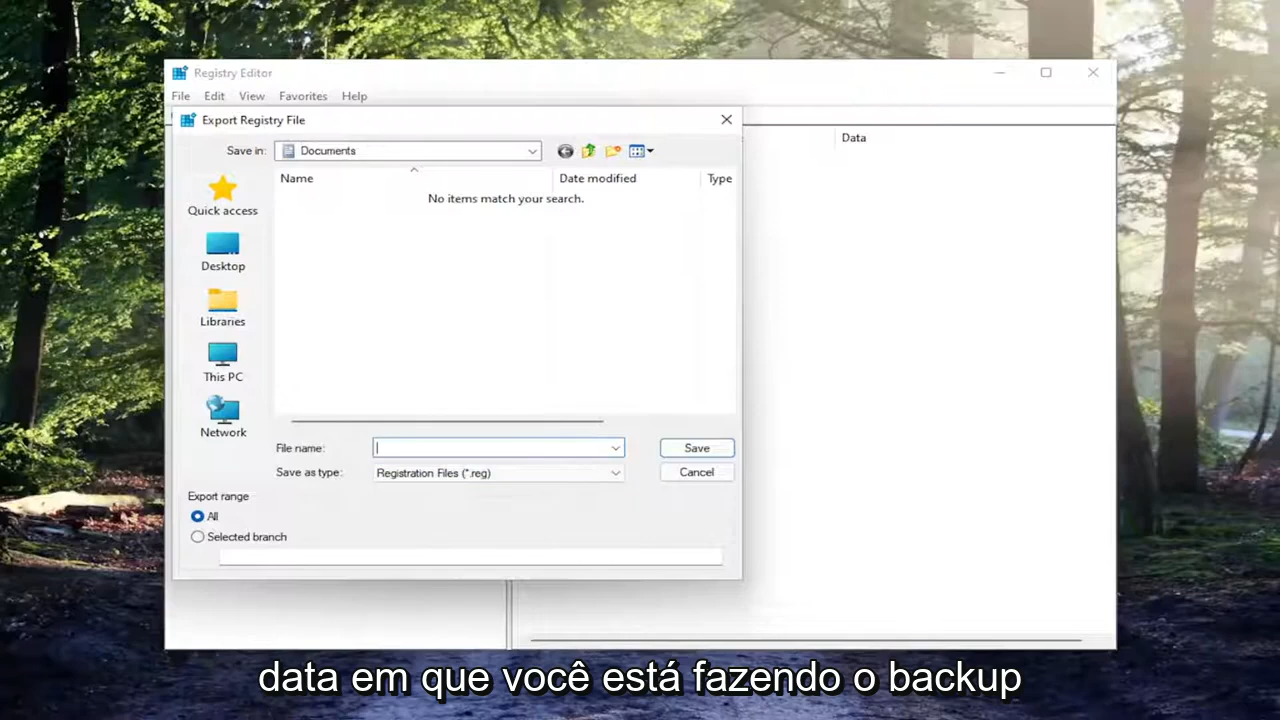 Registry Editor
File Edit View Favorites Help
Export Registry File
Save in: Documents
Data
Name Date modified Type
No items match your search.
Quick access
Desktop
Libraries
This PC
Network
File name: Save
Save as type: Registration Files (*.reg) Cancel
Export range
All
Selected branch
data em que você está fazendo o backup